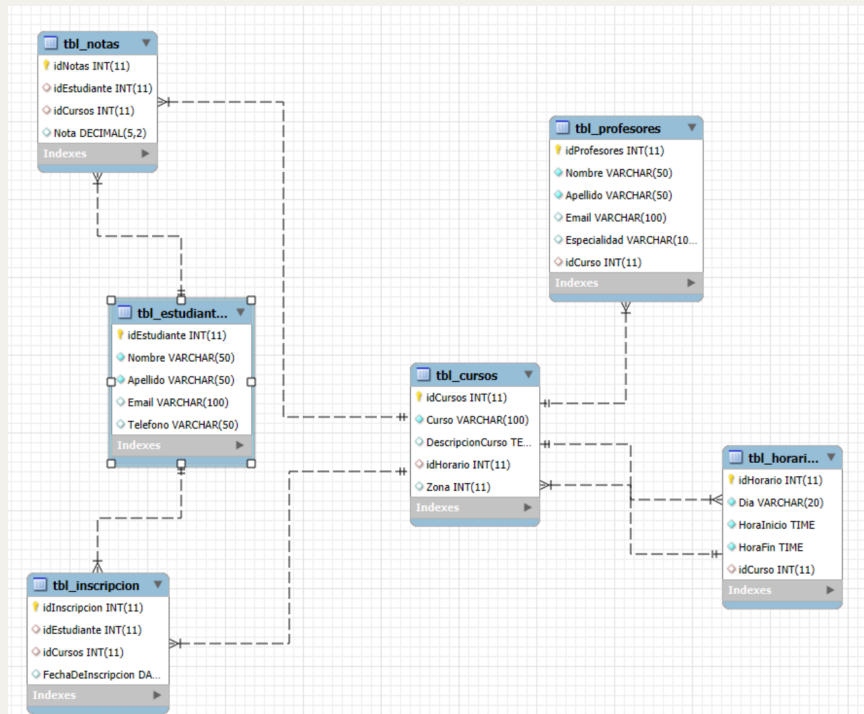 tbl_notas
idNotas INT(11)
idEstudiante INT(11)
idCursos INT(11)
Nota DECIMAL(5,2)
Indexes
tbl_profesores
idProfesores INT(11)
Nombre VARCHAR(50)
Apellido VARCHAR(50)
Email VARCHAR(100)
Especialidad VARCHAR(10...
idCurso INT(11)
Indexes
tbl_estudiant...
idEstudiante INT(11)
Nombre VARCHAR(50)
Apellido VARCHAR(50)
Email VARCHAR(100)
Telefono VARCHAR(50)
Indexes
tbl_cursos
idCursos INT(11)
Curso VARCHAR(100)
DescripcionCurso TE...
idHorario INT(11)
Zona INT(11)
Indexes
tbl_horari...
idHorario INT(11)
Dia VARCHAR(20)
HoraInicio TIME
HoraFin TIME
idCurso INT(11)
Indexes
tbl_inscripcion
idInscripcion INT(11)
idEstudiante INT(11)
idCursos INT(11)
FechaDeInscripcion DA...
Indexes